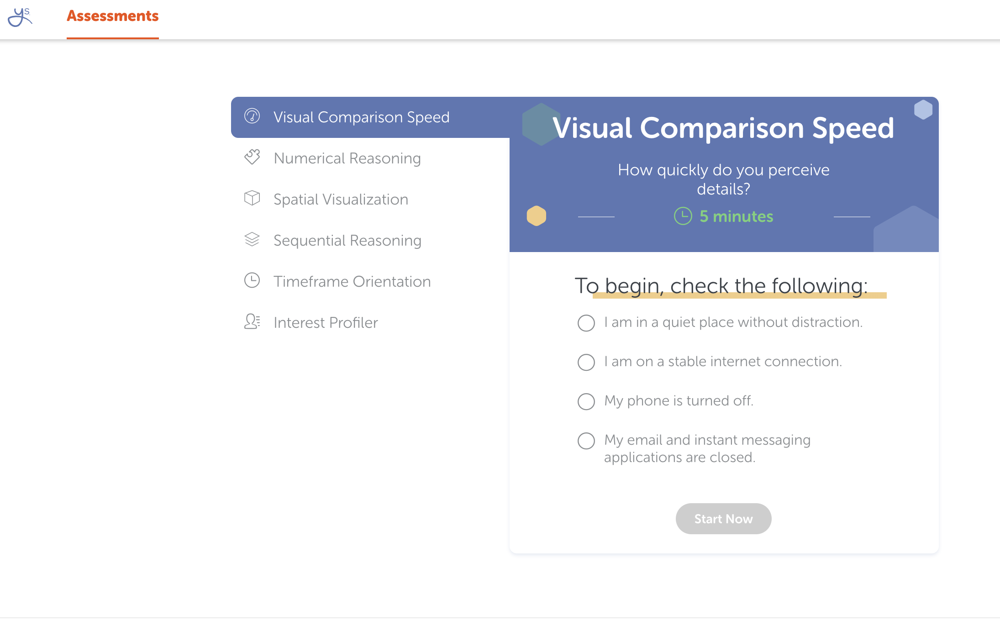 ys
Assessments
Visual Comparison Speed
Numerical Reasoning
Spatial Visualization
Sequential Reasoning
Timeframe Orientation
Interest Profiler
Visual Comparison Speed
How quickly do you perceive
details?
5 minutes
To begin, check the following:
I am in a quiet place without distraction.
I am on a stable internet connection.
My phone is turned off.
My email and instant messaging
applications are closed.
Start Now